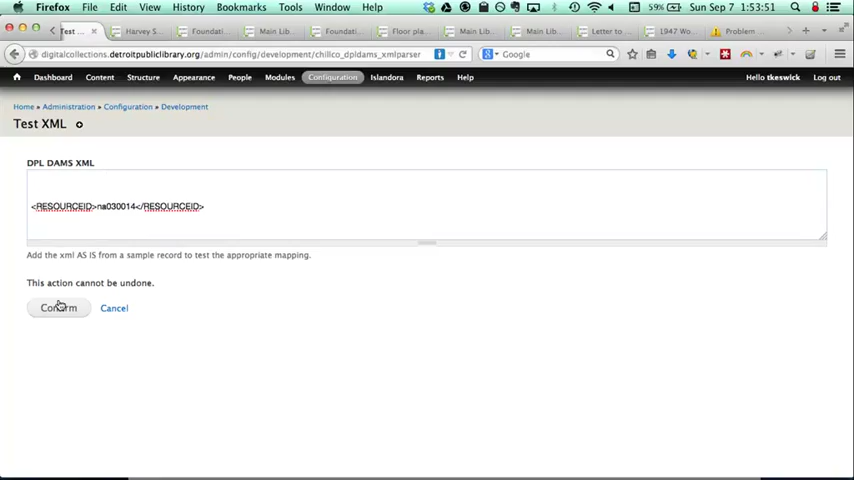 Firefox File Edit View History Bookmarks Tools Window Help 59% Sun Sep 7 1:53:51
Test ... Harvey S... Foundati... Main Lib... Foundati... Floor pla... Main Lib... Main Lib... Letter to ... 1947 Wo... Problem ...
digitalcollections.detroitpubliclibrary.org/admin/config/development/chilico_dpldams_xmlparser Google
Dashboard Content Structure Appearance People Modules Configuration Islandora Reports Help Hello tkeswick Log out
Home » Administration » Configuration » Development
Test XML
DPL DAMS XML
<RESOURCEID>na030014</RESOURCEID>
Add the xml AS IS from a sample record to test the appropriate mapping.
This action cannot be undone.
Confirm Cancel